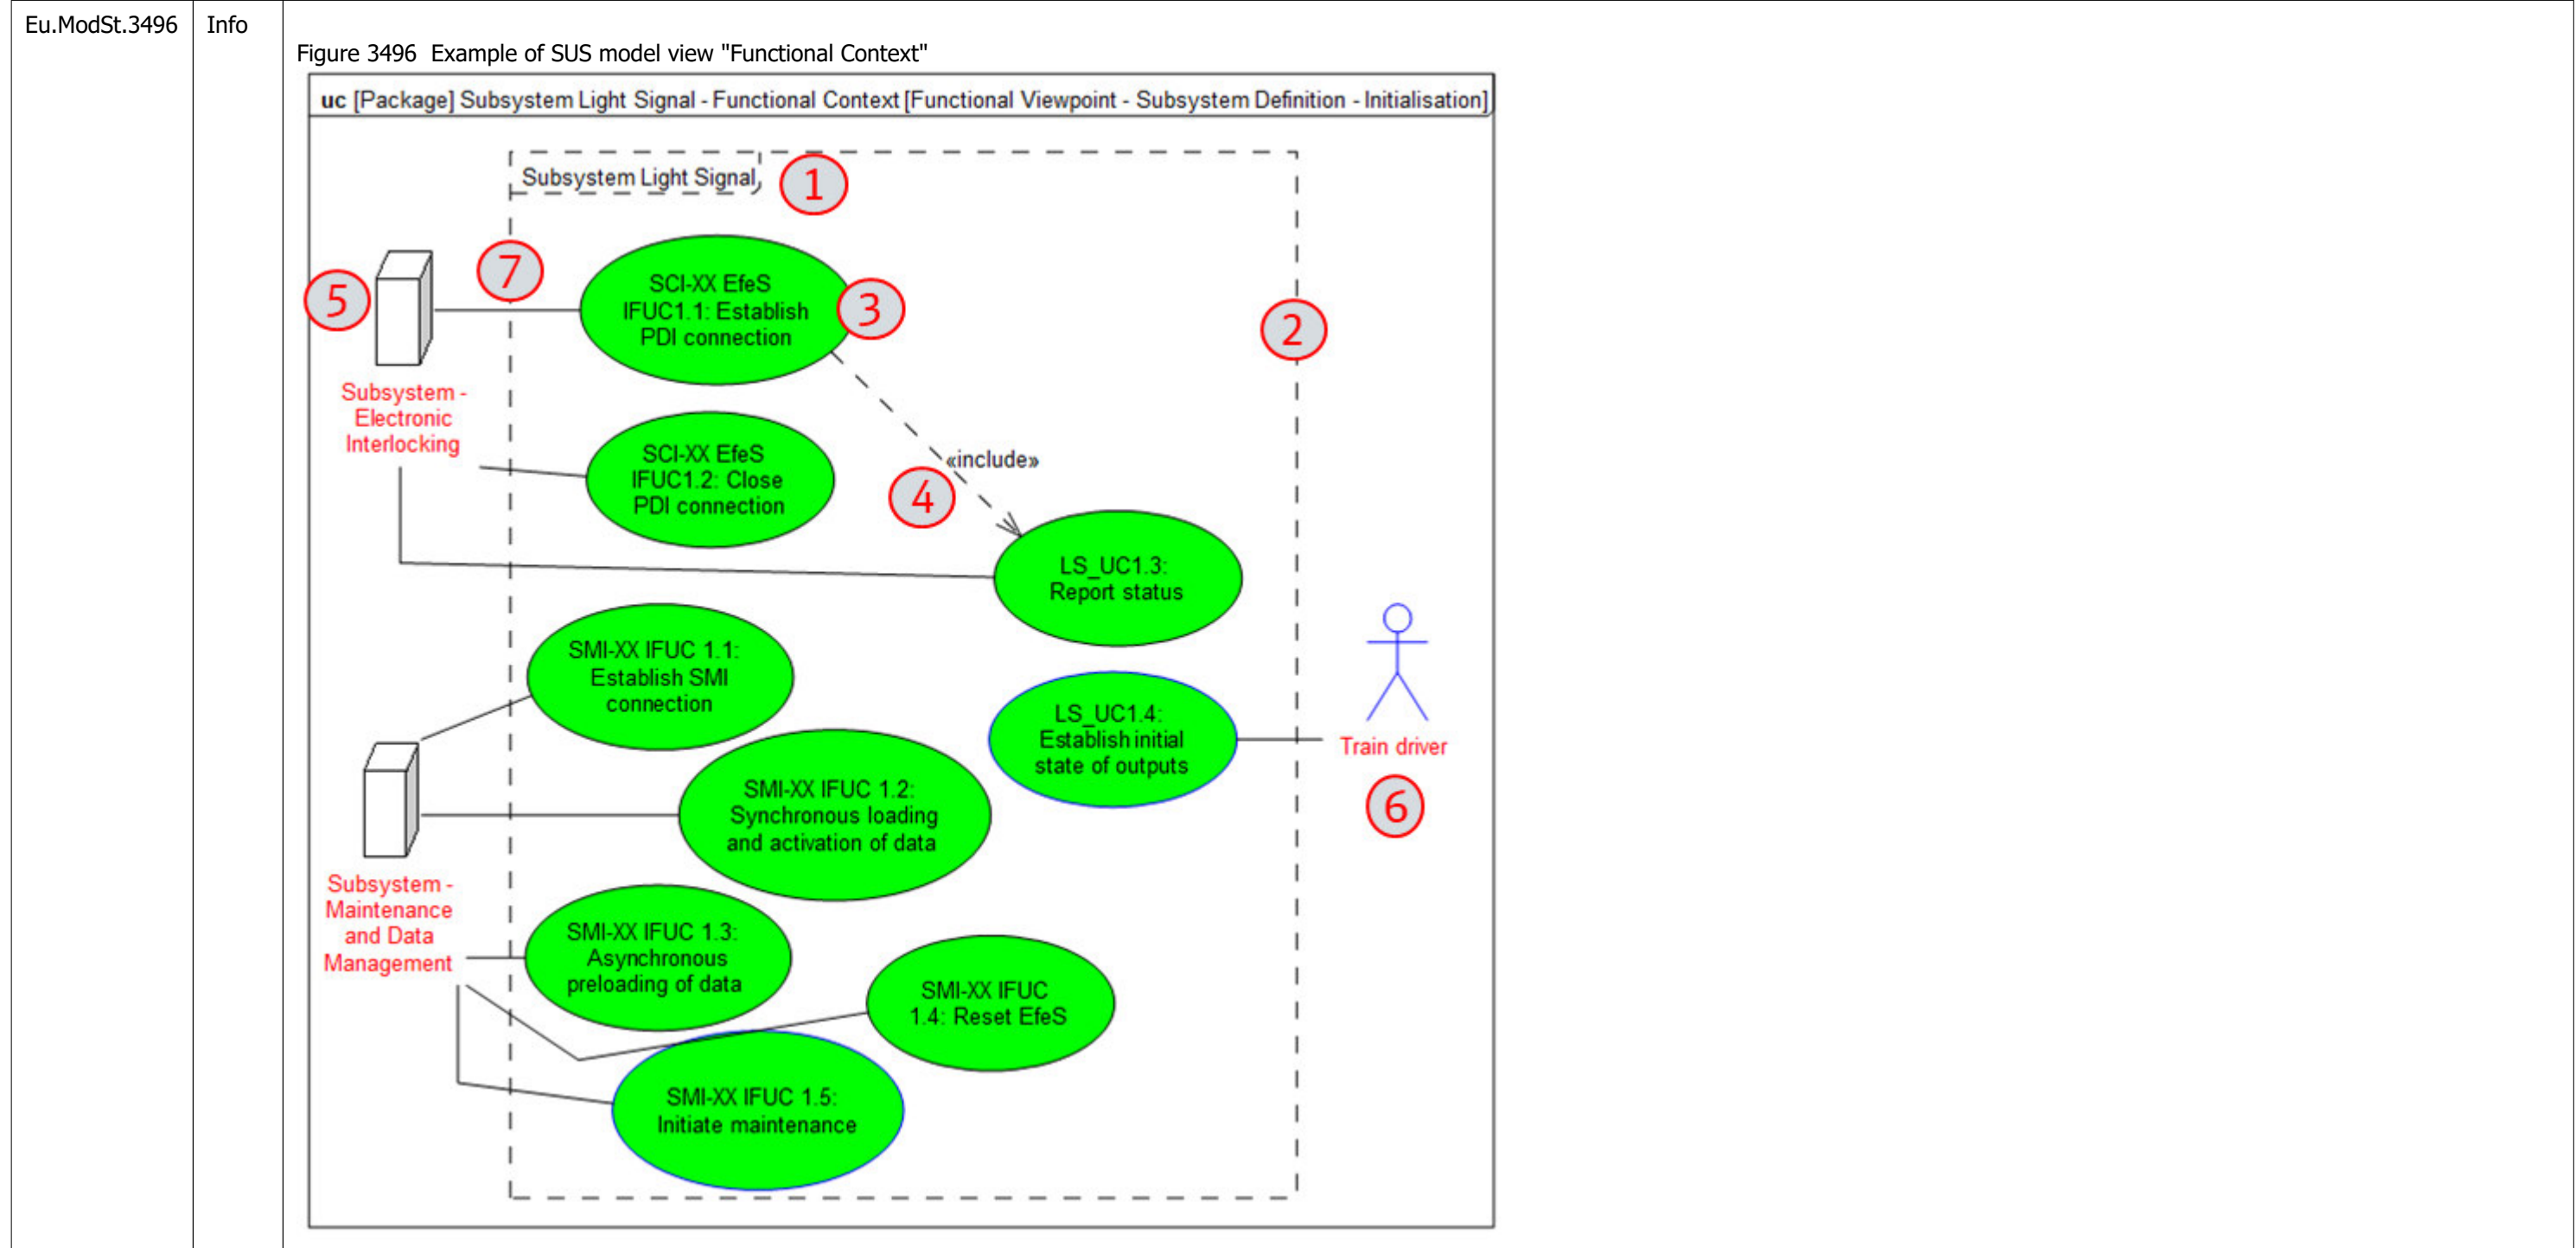 Eu.ModSt.3496
Info
Figure 3496 Example of SUS model view "Functional Context"
uc [Package] Subsystem Light Signal - Functional Context [Functional Viewpoint - Subsystem Definition - Initialisation]
Subsystem Light Signal
1
7
5
SCI-XX EfeS
IFUC1.1: Establish
PDI connection
3
2
Subsystem -
Electronic
Interlocking
SCI-XX EfeS
IFUC1.2: Close
PDI connection
«include»
4
LS_UC1.3:
Report status
SMI-XX IFUC 1.1:
Establish SMI
connection
LS_UC1.4:
Establish initial
state of outputs
Train driver
6
SMI-XX IFUC 1.2:
Synchronous loading
and activation of data
Subsystem -
Maintenance
and Data
Management
SMI-XX IFUC 1.3:
Asynchronous
preloading of data
SMI-XX IFUC
1.4: Reset EfeS
SMI-XX IFUC 1.5:
Initiate maintenance